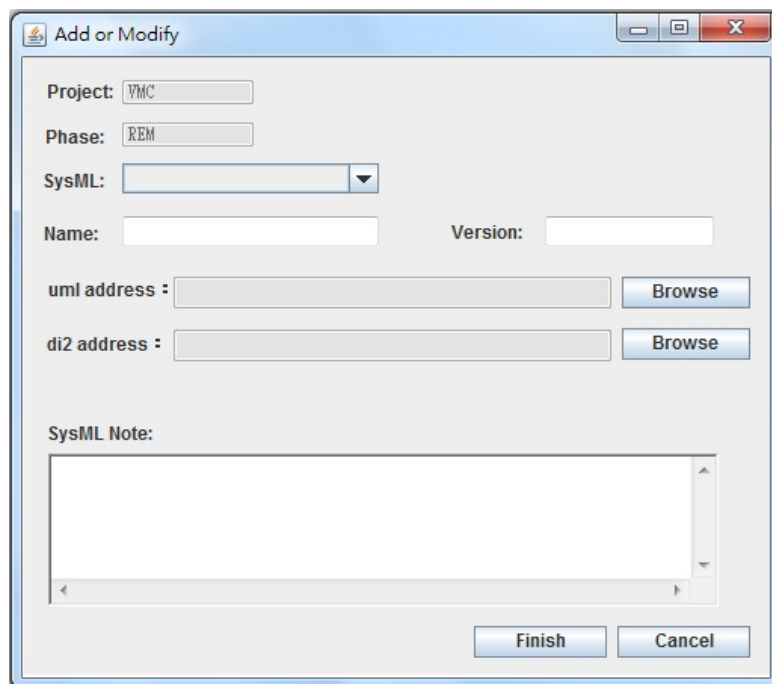 Add or Modify
Project: VMC
Phase: REM
SysML:
Name: Version:
uml address： Browse
di2 address： Browse
SysML Note:
Finish Cancel